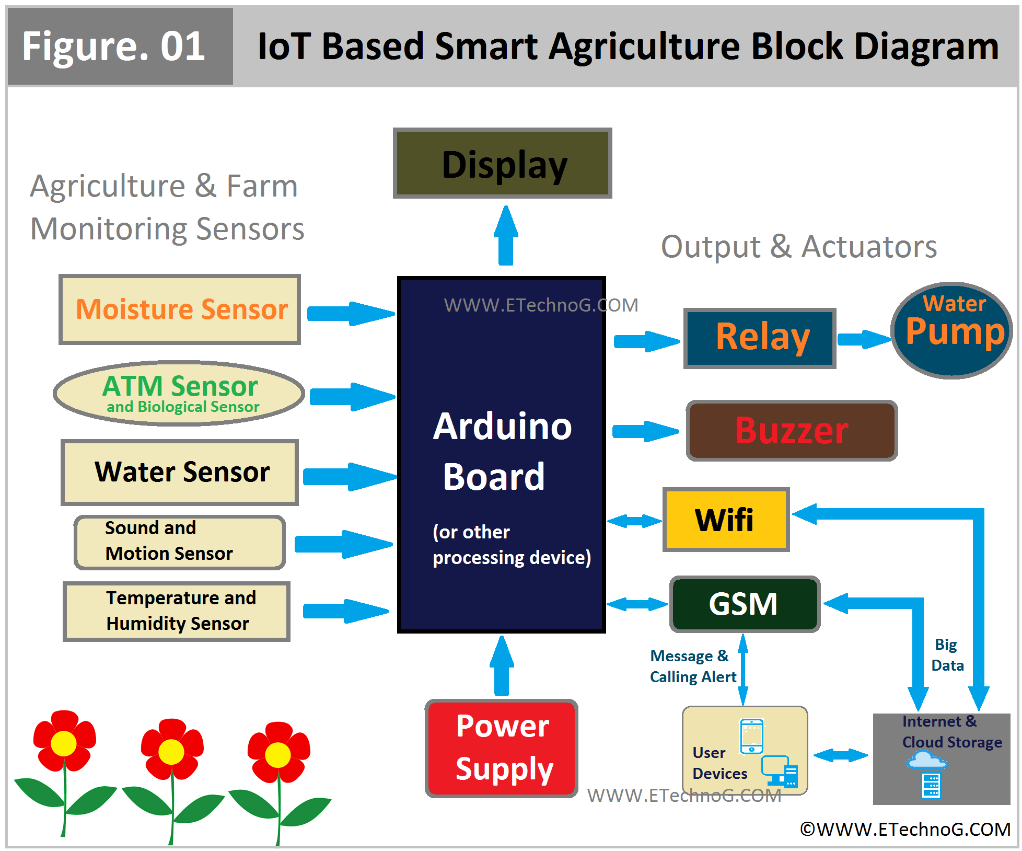 Figure. 01
IoT Based Smart Agriculture Block Diagram
Display
Agriculture & Farm
Monitoring Sensors
Output & Actuators
Moisture Sensor
ATM Sensor
and Biological Sensor
Water Sensor
Sound and
Motion Sensor
Temperature and
Humidity Sensor
WWW.ETechnoG.COM
Arduino
Board
(or other
processing device)
Relay
Water
Pump
Buzzer
Wifi
GSM
Message &
Calling Alert
Big
Data
Power
Supply
User
Devices
Internet &
Cloud Storage
WWW.ETechnoG.COM
©WWW.ETechnoG.COM